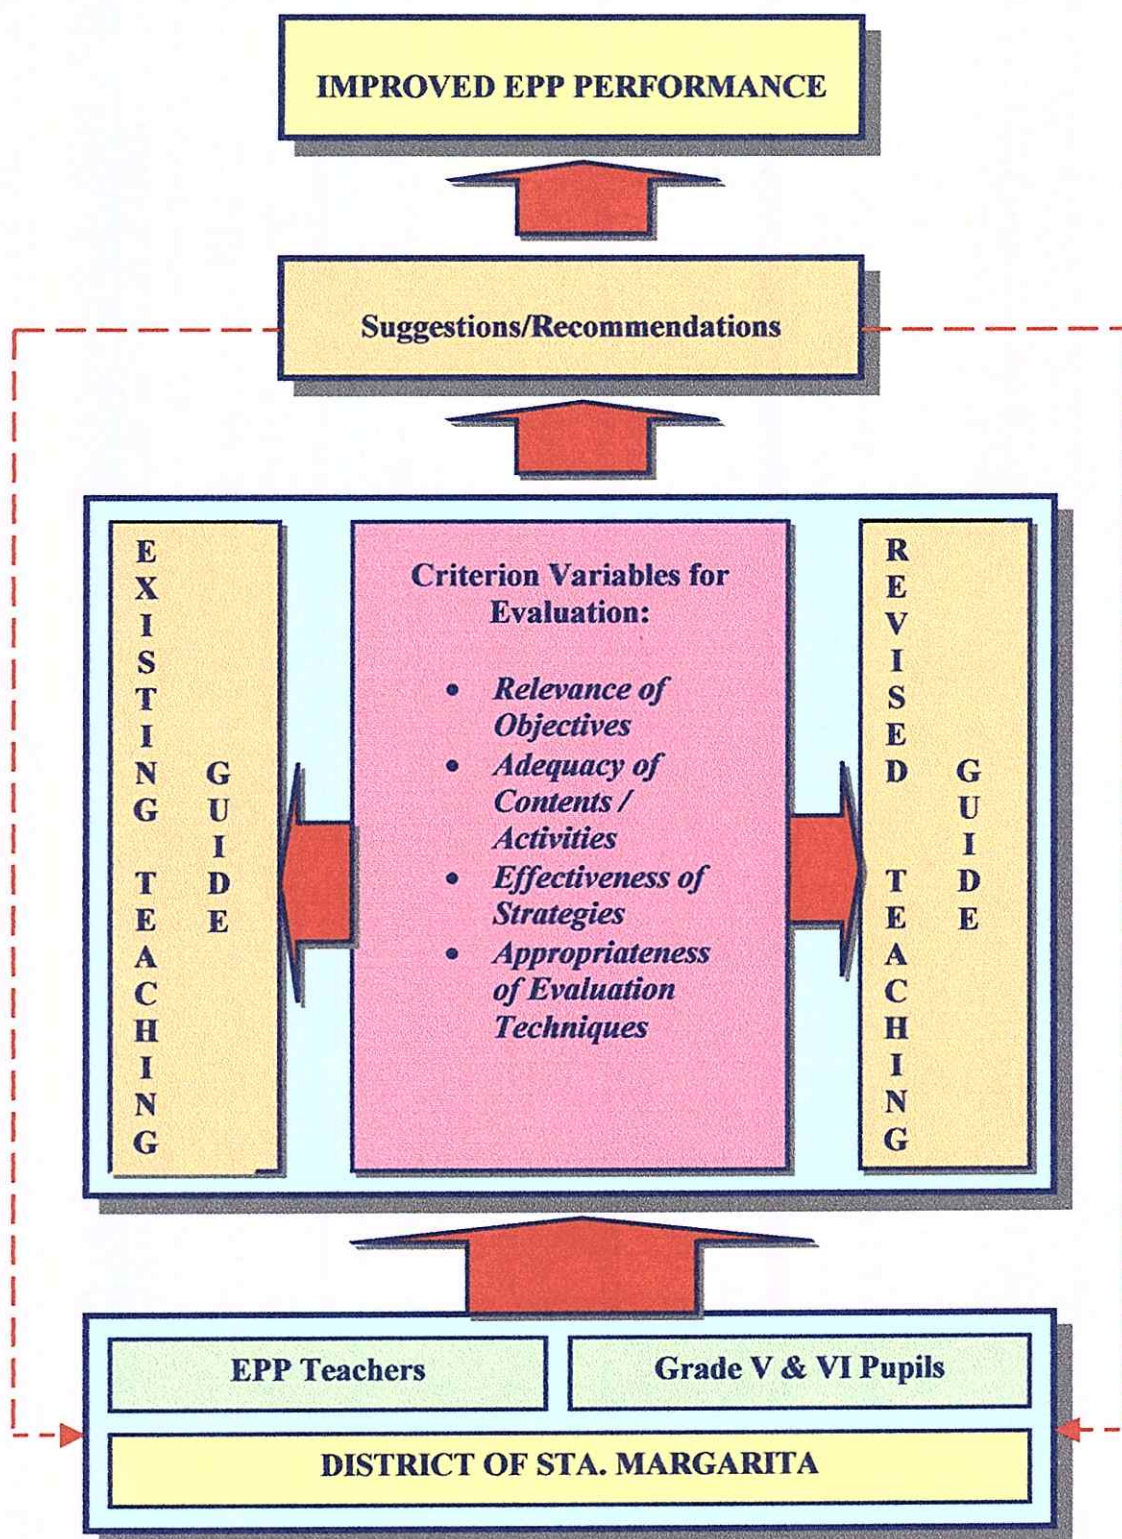 IMPROVED EPP PERFORMANCE
Suggestions/Recommendations
EXISTING TEACHING
GUIDE
Criterion Variables for
Evaluation:
• Relevance of
Objectives
• Adequacy of
Contents /
Activities
• Effectiveness of
Strategies
• Appropriateness
of Evaluation
Techniques
REVISED TEACHING
GUIDE
EPP Teachers
Grade V & VI Pupils
DISTRICT OF STA. MARGARITA